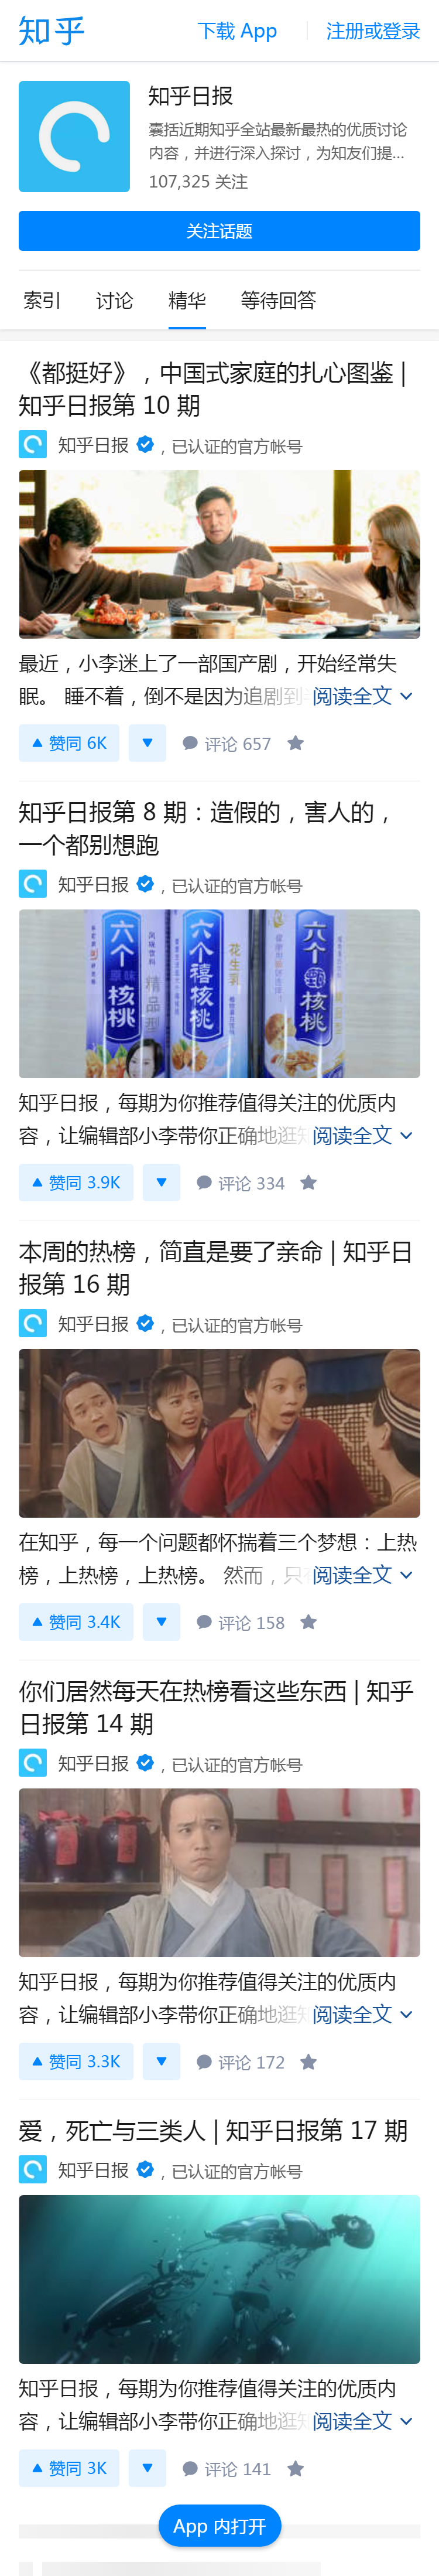 知乎
下载 App
注册或登录
知乎日报
囊括近期知乎全站最新最热的优质讨论
内容，并进行深入探讨，为知友们提...
107,325 关注
关注话题
索引 讨论 精华 等待回答
《都挺好》，中国式家庭的扎心图鉴 |
知乎日报第 10 期
知乎日报 ，已认证的官方帐号
最近，小李迷上了一部国产剧，开始经常失
眠。 睡不着，倒不是因为追剧到 阅读全文
赞同 6K 评论 657
知乎日报第 8 期：造假的，害人的，
一个都别想跑
知乎日报 ，已认证的官方帐号
六个核桃 原味 风味饮料 精品型
六个禧核桃 花生乳
六个甄核桃
知乎日报，每期为你推荐值得关注的优质内
容，让编辑部小李带你正确地逛知 阅读全文
赞同 3.9K 评论 334
本周的热榜，简直是要了亲命 | 知乎日
报第 16 期
知乎日报 ，已认证的官方帐号
在知乎，每一个问题都怀揣着三个梦想：上热
榜，上热榜，上热榜。 然而，只 阅读全文
赞同 3.4K 评论 158
你们居然每天在热榜看这些东西 | 知乎
日报第 14 期
知乎日报 ，已认证的官方帐号
知乎日报，每期为你推荐值得关注的优质内
容，让编辑部小李带你正确地逛知 阅读全文
赞同 3.3K 评论 172
爱，死亡与三类人 | 知乎日报第 17 期
知乎日报 ，已认证的官方帐号
知乎日报，每期为你推荐值得关注的优质内
容，让编辑部小李带你正确地逛知 阅读全文
赞同 3K 评论 141
App 内打开